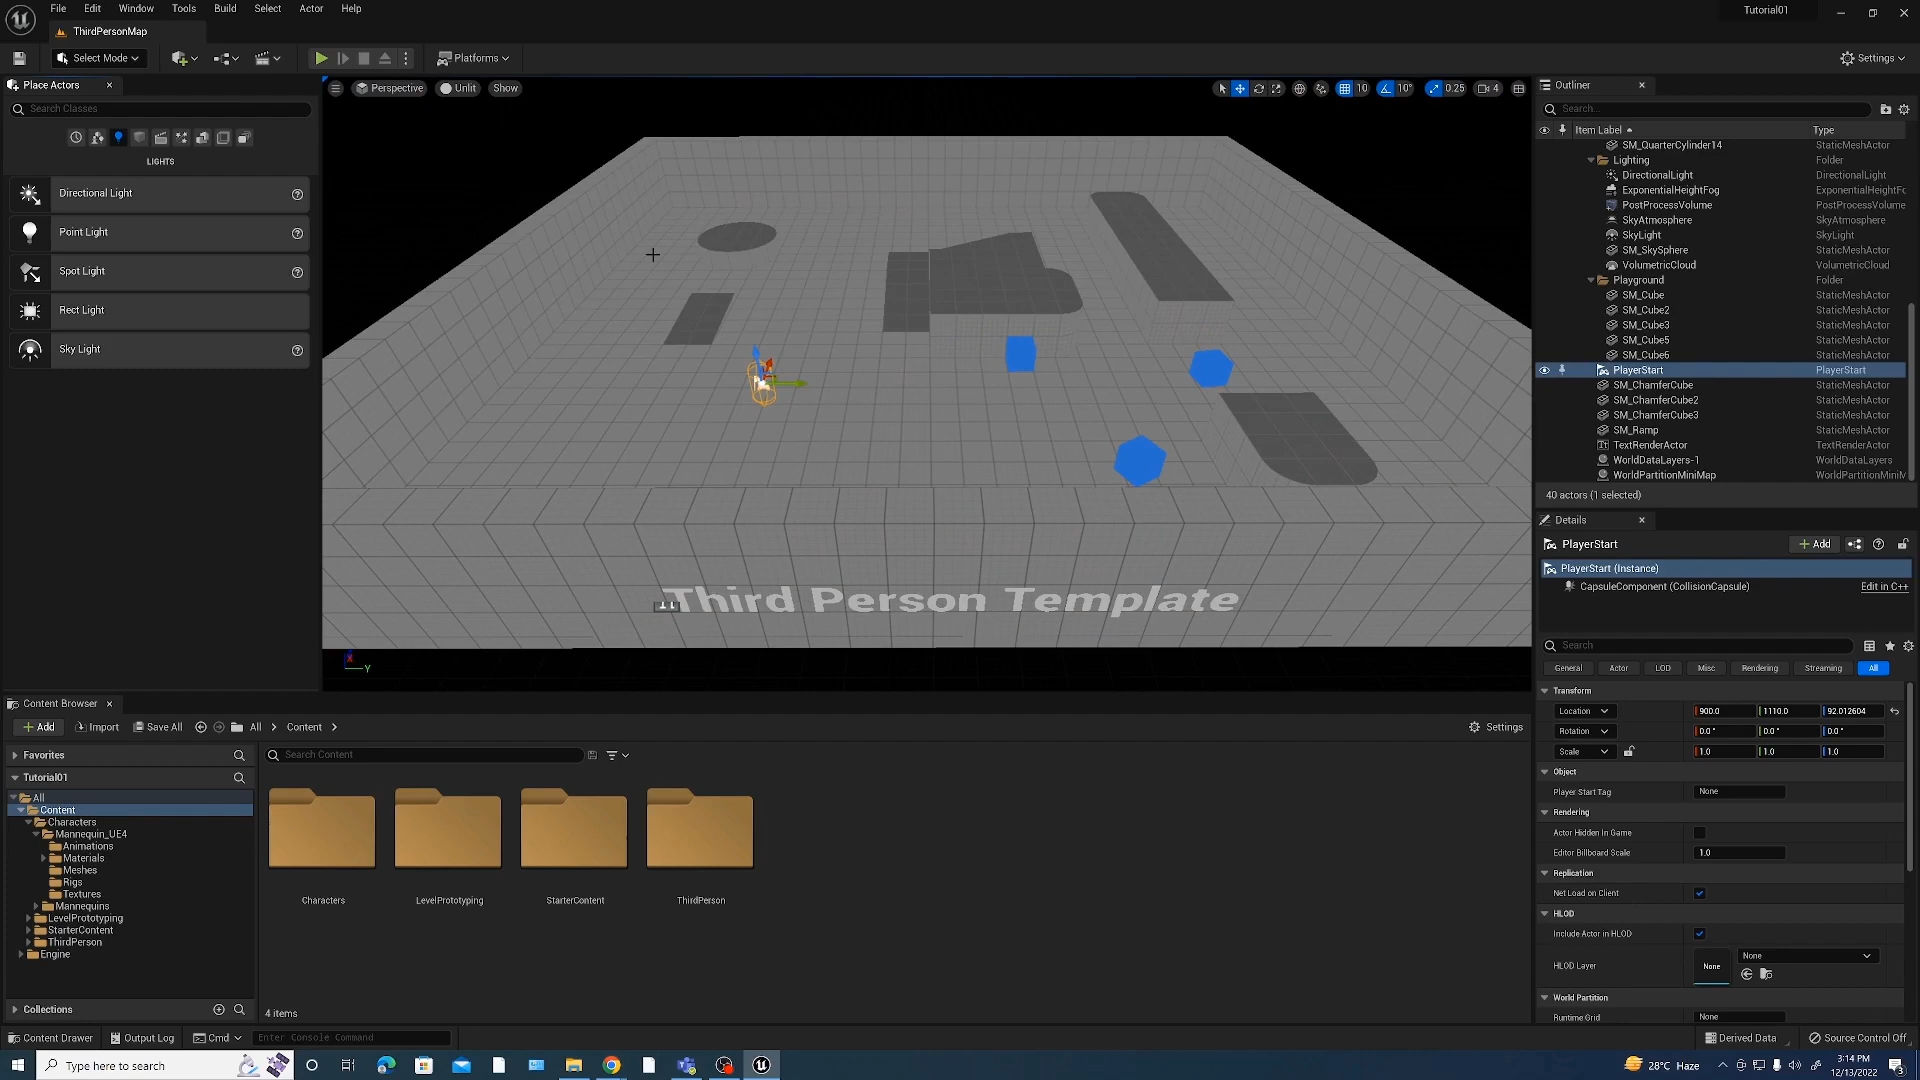 File Edit Window Tools Build Select Actor Help
Tutorial01
ThirdPersonMap
Select Mode
Platforms
Settings
Place Actors
Search Classes
LIGHTS
Directional Light
Point Light
Spot Light
Rect Light
Sky Light
Perspective Unlit Show
10 10° 0.25 4
Third Person Template
X
Y
Outliner
Search...
Item Label Type
SM_QuarterCylinder14 StaticMeshActor
Lighting Folder
DirectionalLight DirectionalLight
ExponentialHeightFog ExponentialHeightFc
PostProcessVolume PostProcessVolume
SkyAtmosphere SkyAtmosphere
SkyLight SkyLight
SM_SkySphere StaticMeshActor
VolumetricCloud VolumetricCloud
Playground Folder
SM_Cube StaticMeshActor
SM_Cube2 StaticMeshActor
SM_Cube3 StaticMeshActor
SM_Cube5 StaticMeshActor
SM_Cube6 StaticMeshActor
PlayerStart PlayerStart
SM_ChamferCube StaticMeshActor
SM_ChamferCube2 StaticMeshActor
SM_ChamferCube3 StaticMeshActor
SM_Ramp StaticMeshActor
TextRenderActor TextRenderActor
WorldDataLayers-1 WorldDataLayers
WorldPartitionMiniMap WorldPartitionMiniM
40 actors (1 selected)
Details
PlayerStart
+ Add
PlayerStart (Instance)
CapsuleComponent (CollisionCapsule) Edit in C++
Search
General Actor LOD Misc Rendering Streaming All
Transform
Location 900.0 1110.0 92.012604
Rotation 0.0° 0.0° 0.0°
Scale 1.0 1.0 1.0
Object
Player Start Tag None
Rendering
Actor Hidden In Game
Editor Billboard Scale 1.0
Replication
Net Load on Client
HLOD
Include Actor in HLOD
HLOD Layer None None
World Partition
Runtime Grid None
Content Browser
+ Add Import Save All All Content
Settings
Favorites
Tutorial01
All
Content
Characters
Mannequin_UE4
Animations
Materials
Meshes
Rigs
Textures
Mannequins
LevelPrototyping
StarterContent
ThirdPerson
Engine
Collections
Search Content
Characters LevelPrototyping StarterContent ThirdPerson
4 items
Content Drawer Output Log Cmd Enter Console Command
Derived Data Source Control Off
Type here to search
28°C Haze
3:14 PM
12/13/2022
3